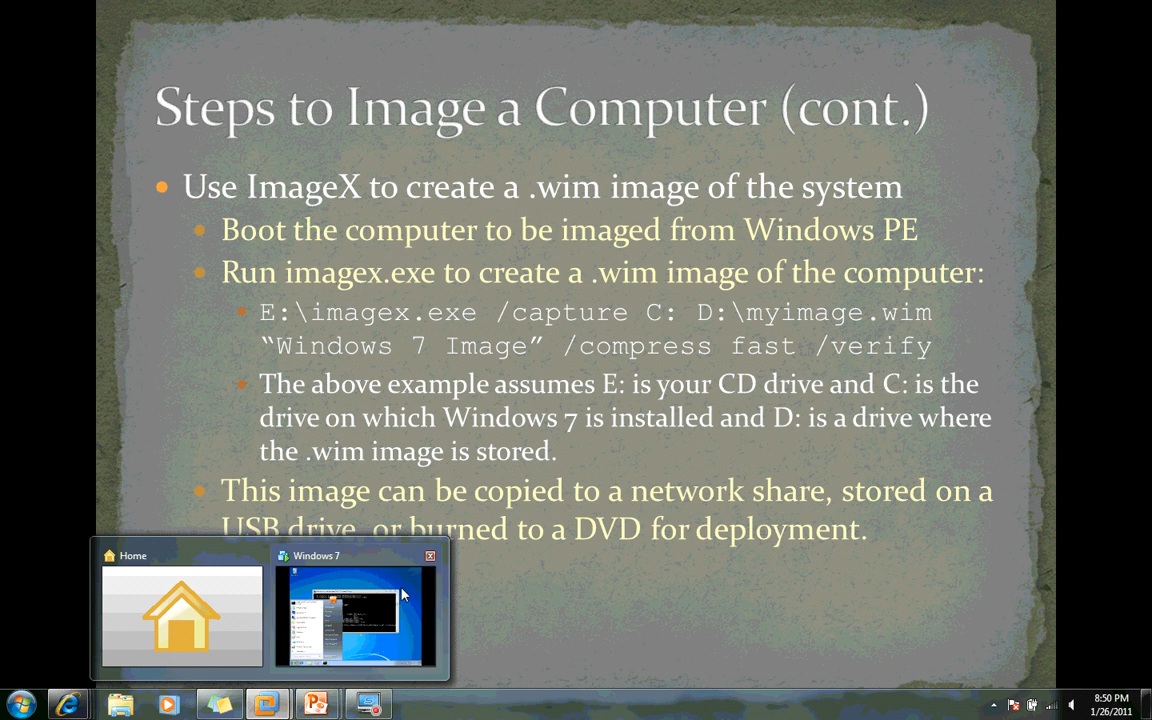 Steps to Image a Computer (cont.)
Use ImageX to create a .wim image of the system
Boot the computer to be imaged from Windows PE
Run imagex.exe to create a .wim image of the computer:
E:\imagex.exe /capture C: D:\myimage.wim
“Windows 7 Image” /compress fast /verify
The above example assumes E: is your CD drive and C: is the
drive on which Windows 7 is installed and D: is a drive where
the .wim image is stored.
This image can be copied to a network share, stored on a
USB drive, or burned to a DVD for deployment.
Home
Windows 7
8:50 PM
1/26/2011